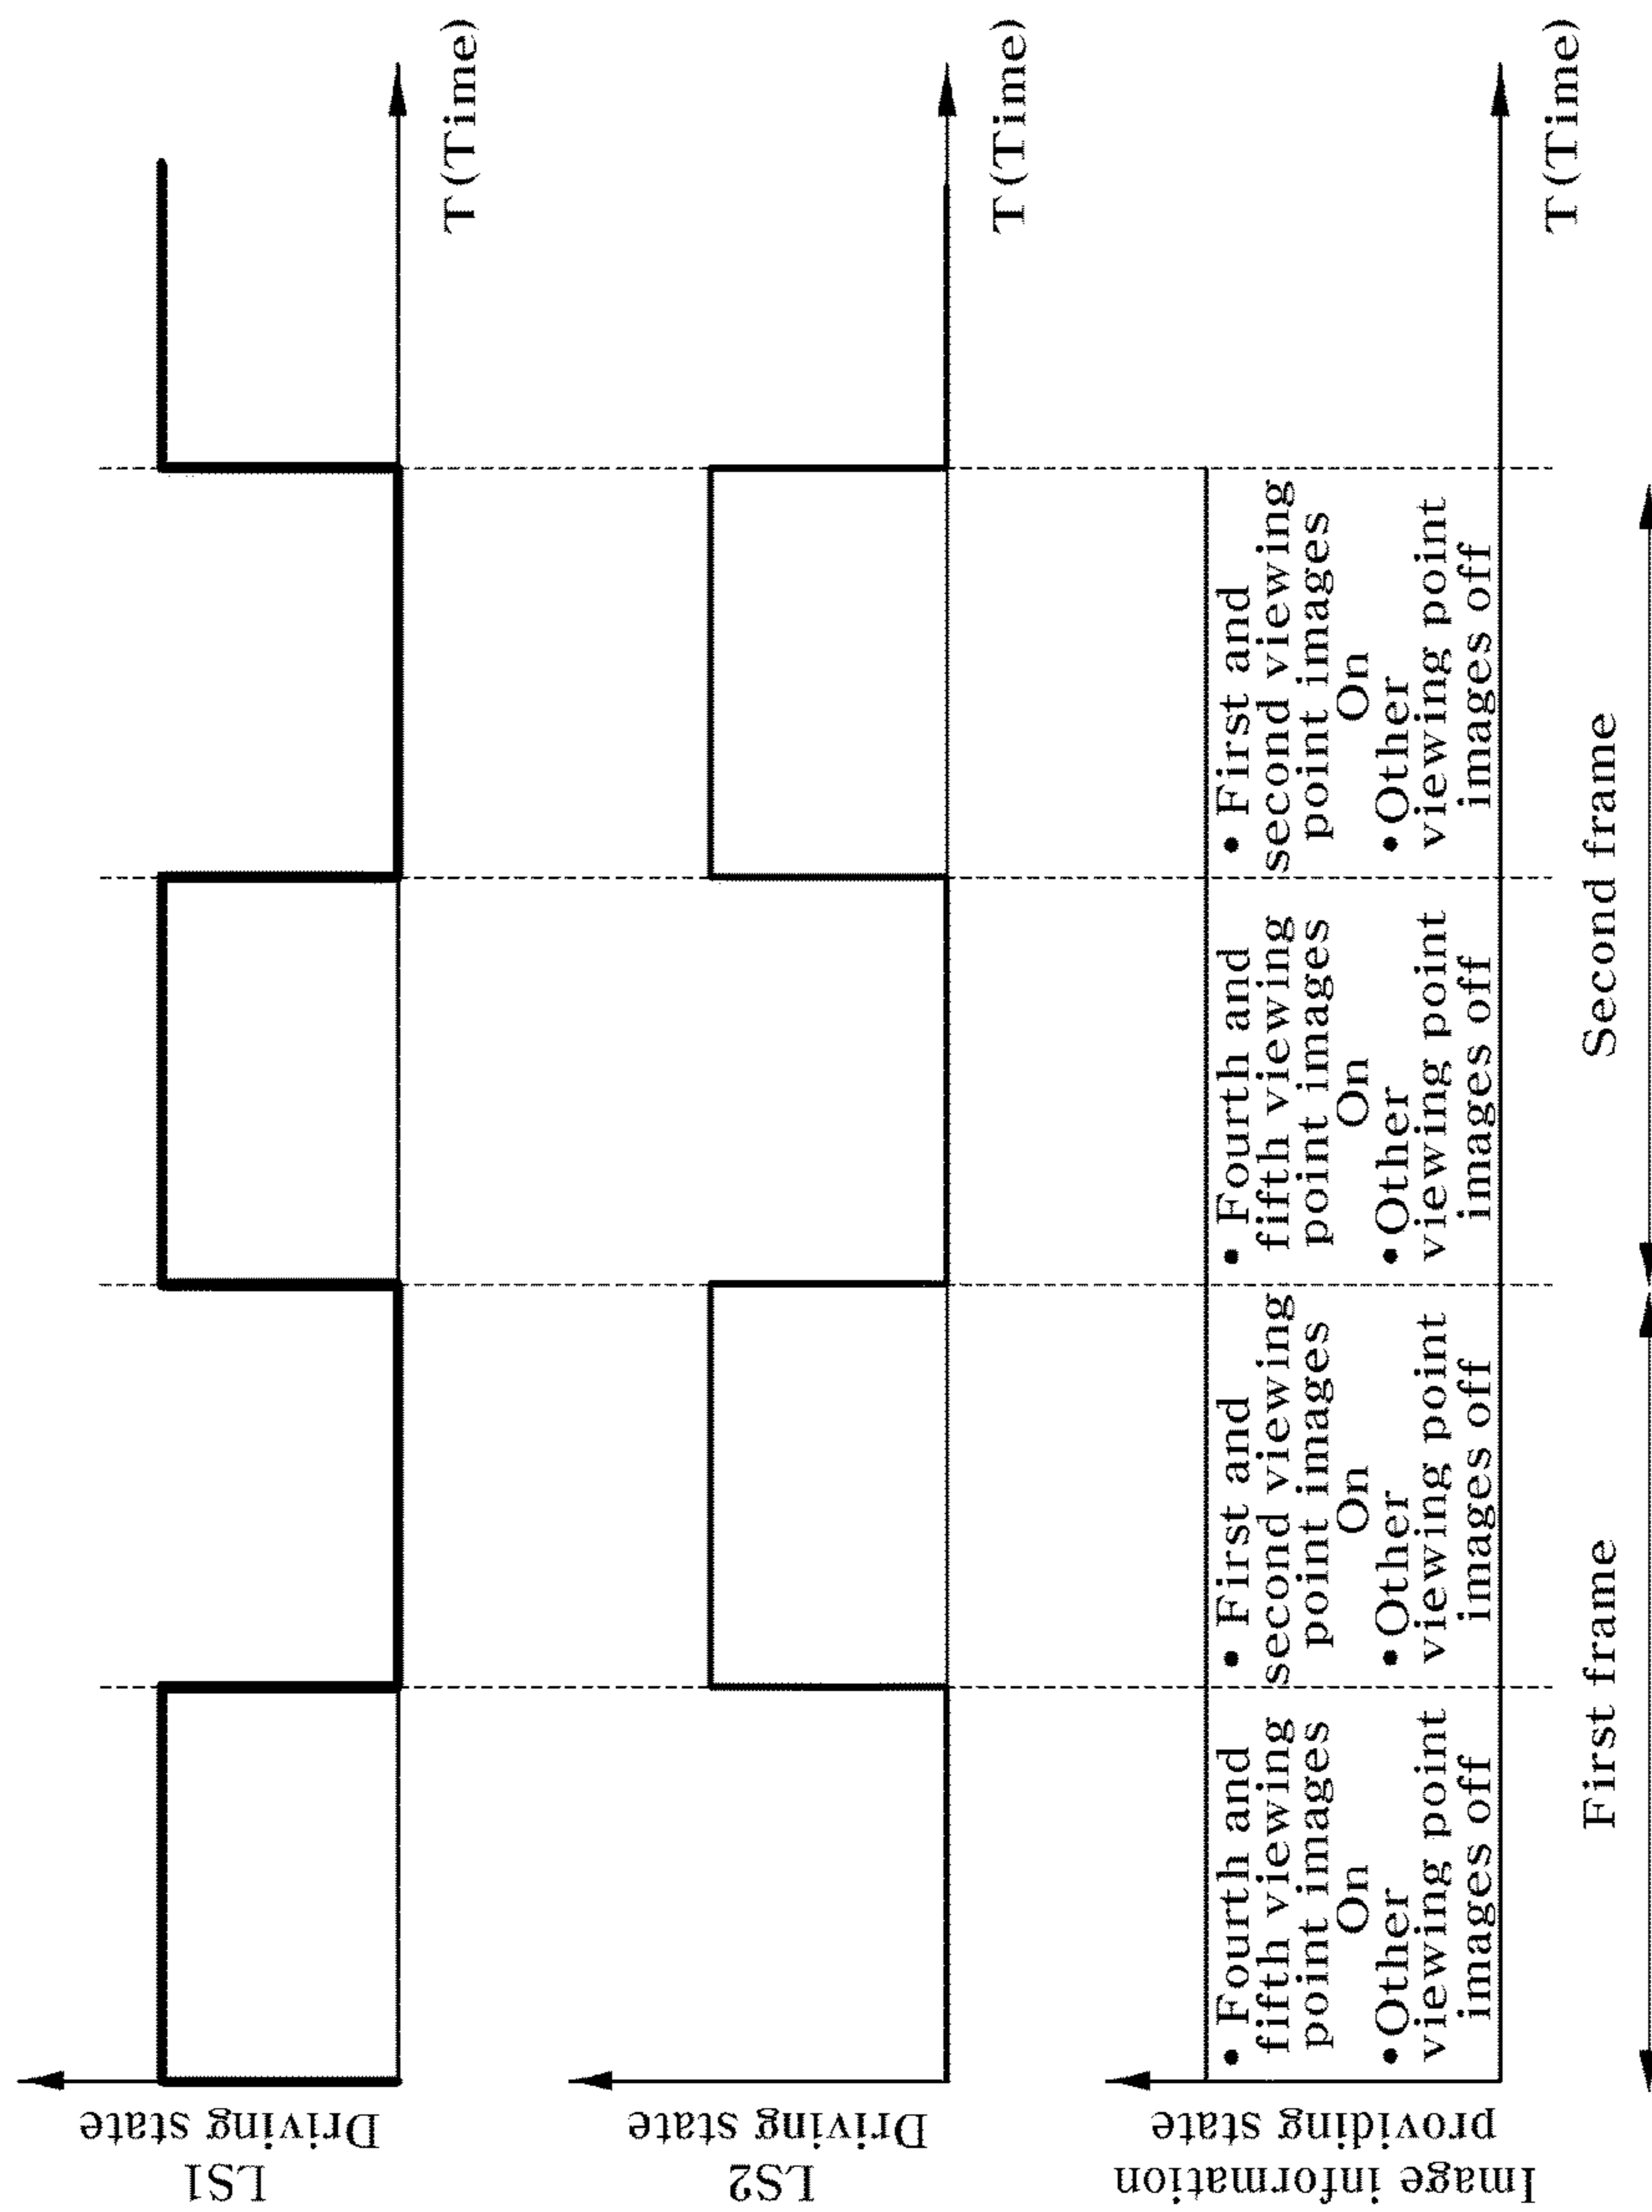 LS1
Driving state
T(Time)
LS2
Driving state
T(Time)
Image information
providing state
• Fourth and
fifth viewing
point images
On
• Other
viewing point
images off
• First and
second viewing
point images
On
• Other
viewing point
images off
• Fourth and
fifth viewing
point images
On
• Other
viewing point
images off
• First and
second viewing
point images
On
• Other
viewing point
images off
T(Time)
First frame
Second frame